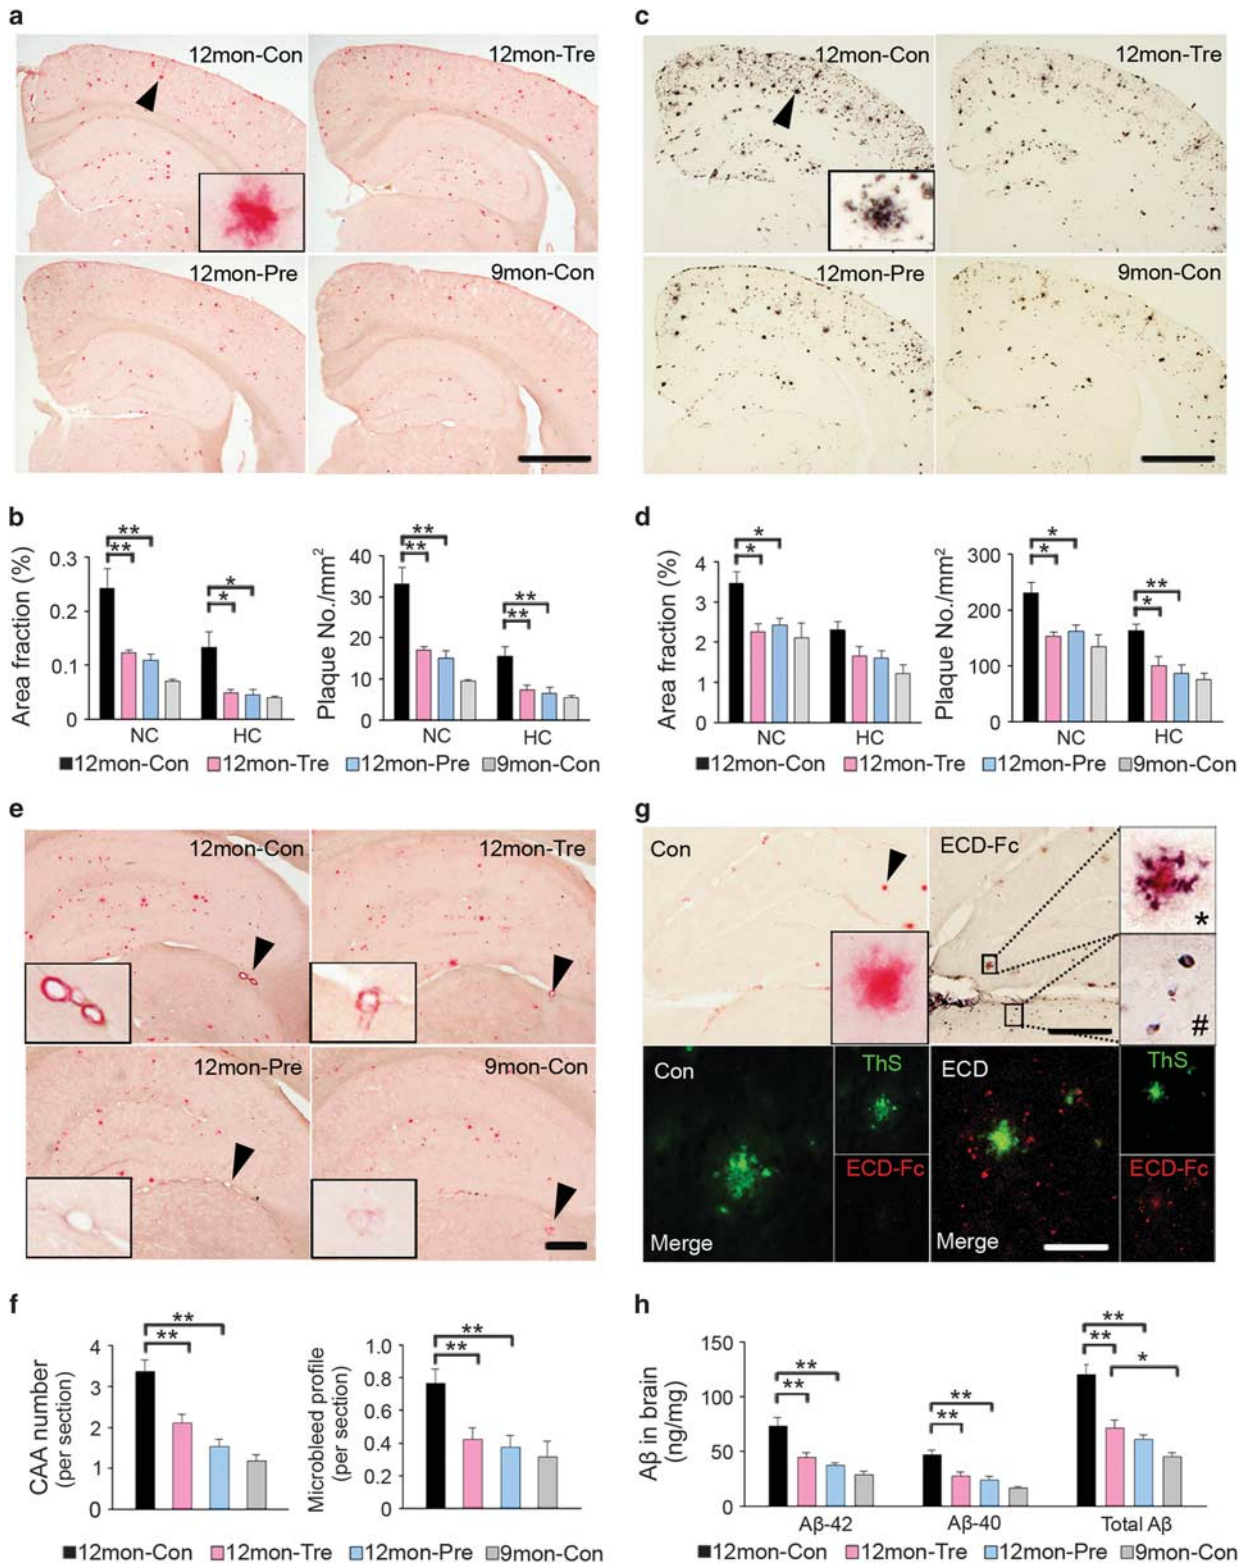 a
12mon-Con
12mon-Tre
12mon-Pre
9mon-Con
c
12mon-Con
12mon-Tre
12mon-Pre
9mon-Con
b
Area fraction (%)
0.3
0.2
0.1
0
** 
**
*
*
NC
HC
Plaque No./mm²
40
30
20
10
0
**
**
**
**
NC
HC
12mon-Con 12mon-Tre 12mon-Pre 9mon-Con
d
Area fraction (%)
4
3
2
1
0
*
*
NC
HC
Plaque No./mm²
300
200
100
0
*
*
**
*
NC
HC
12mon-Con 12mon-Tre 12mon-Pre 9mon-Con
e
12mon-Con
12mon-Tre
12mon-Pre
9mon-Con
g
Con
ECD-Fc
*
#
Con
ThS
ECD-Fc
Merge
ECD
ThS
ECD-Fc
Merge
f
CAA number
(per section)
4
3
2
1
0
**
**
Microbleed profile
(per section)
1.0
0.8
0.6
0.4
0.2
0
**
**
12mon-Con 12mon-Tre 12mon-Pre 9mon-Con
h
Aβ in brain
(ng/mg)
150
100
50
0
**
**
**
**
**
**
*
Aβ-42
Aβ-40
Total Aβ
12mon-Con 12mon-Tre 12mon-Pre 9mon-Con